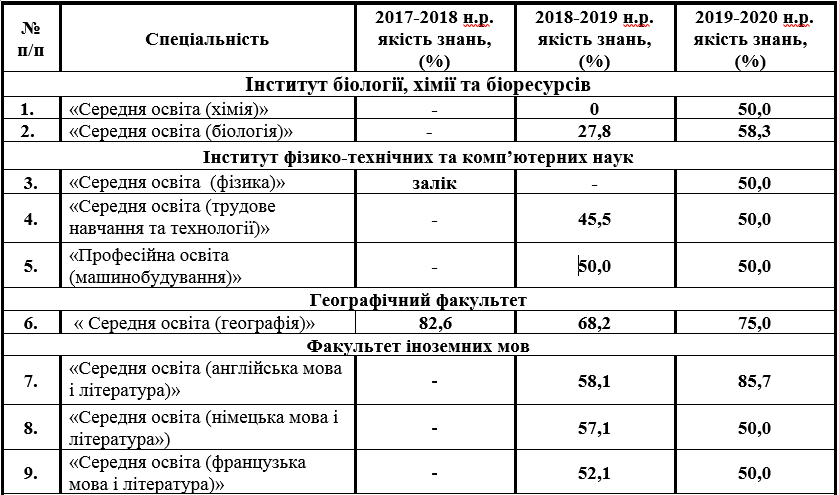 № п/п | Спеціальність | 2017-2018 н.р. якість знань, (%) | 2018-2019 н.р. якість знань, (%) | 2019-2020 н.р. якість знань, (%)
Інститут біології, хімії та біоресурсів
1. | «Середня освіта (хімія)» | - | 0 | 50,0
2. | «Середня освіта (біологія)» | - | 27,8 | 58,3
Інститут фізико-технічних та комп’ютерних наук
3. | «Середня освіта (фізика)» | залік | - | 50,0
4. | «Середня освіта (трудове навчання та технології)» | - | 45,5 | 50,0
5. | «Професійна освіта (машинобудування)» | - | 50,0 | 50,0
Географічний факультет
6. | « Середня освіта (географія)» | 82,6 | 68,2 | 75,0
Факультет іноземних мов
7. | «Середня освіта (англійська мова і література)» | - | 58,1 | 85,7
8. | «Середня освіта (німецька мова і література») | - | 57,1 | 50,0
9. | «Середня освіта (французька мова і література)» | - | 52,1 | 50,0